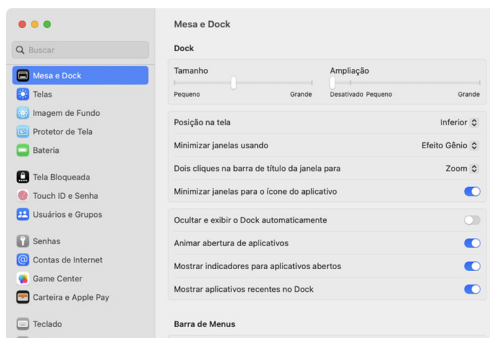 Mesa e Dock
Buscar
Mesa e Dock
Telas
Imagem de Fundo
Protetor de Tela
Bateria
Tela Bloqueada
Touch ID e Senha
Usuários e Grupos
Senhas
Contas de Internet
Game Center
Carteira e Apple Pay
Teclado
Dock
Tamanho Ampliação
Pequeno Grande Desativado Pequeno Grande
Posição na tela Inferior
Minimizar janelas usando Efeito Gênio
Dois cliques na barra de título da janela para Zoom
Minimizar janelas para o ícone do aplicativo
Ocultar e exibir o Dock automaticamente
Animar abertura de aplicativos
Mostrar indicadores para aplicativos abertos
Mostrar aplicativos recentes no Dock
Barra de Menus